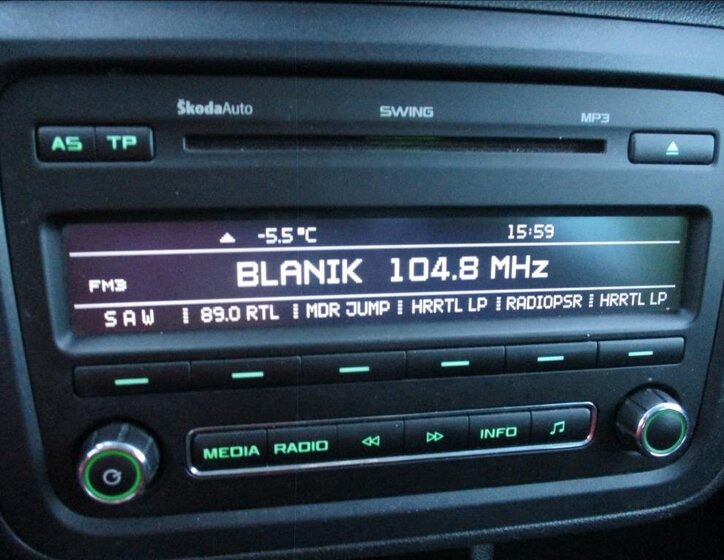 ŠkodaAuto SWING MP3
AS TP
-5.5°C 15:59
FM3 BLANIK 104.8 MHz
SAW 89.0 RTL MDR JUMP HRRTL LP RADIOPSR HRRTL LP
MEDIA RADIO INFO